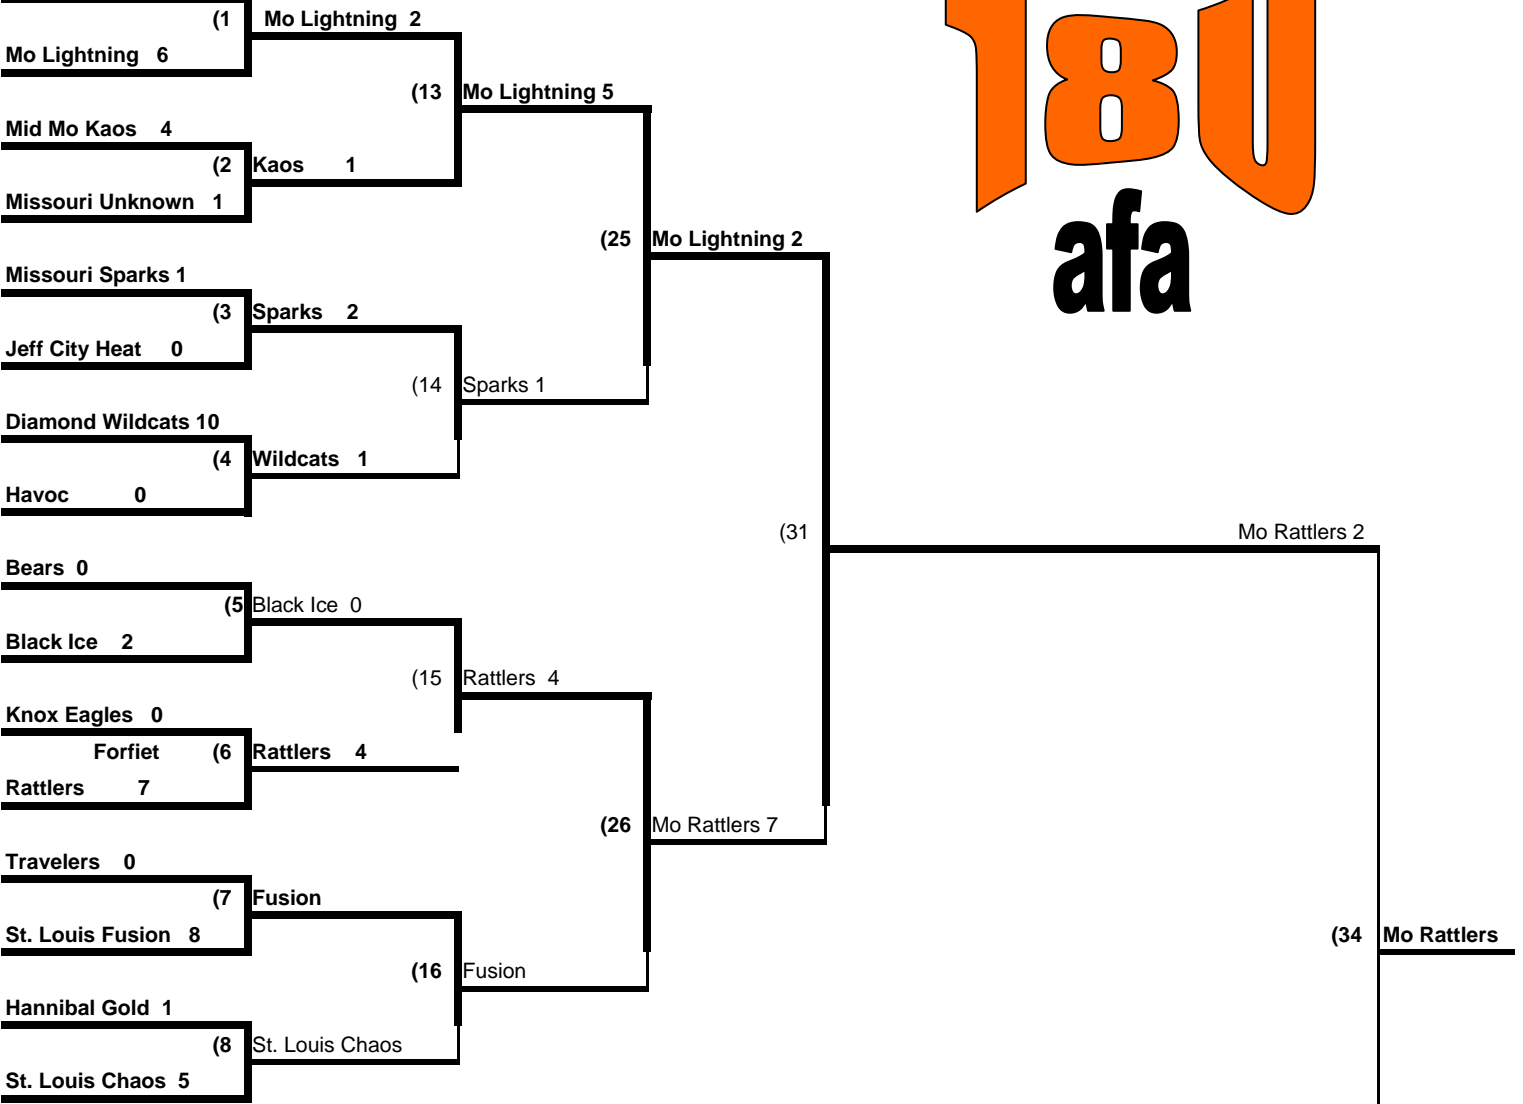 180
afa
(1 Mo Lightning 2
Mo Lightning 6
(13 Mo Lightning 5
Mid Mo Kaos 4
(2 Kaos 1
Missouri Unknown 1
(25 Mo Lightning 2
Missouri Sparks 1
(3 Sparks 2
Jeff City Heat 0
(14 Sparks 1
Diamond Wildcats 10
(4 Wildcats 1
Havoc 0
(31 Mo Rattlers 2
Bears 0
(5 Black Ice 0
Black Ice 2
(15 Rattlers 4
Knox Eagles 0
Forfiet (6 Rattlers 4
Rattlers 7
(26 Mo Rattlers 7
Travelers 0
(7 Fusion
St. Louis Fusion 8
(34 Mo Rattlers
(16 Fusion
Hannibal Gold 1
(8 St. Louis Chaos
St. Louis Chaos 5